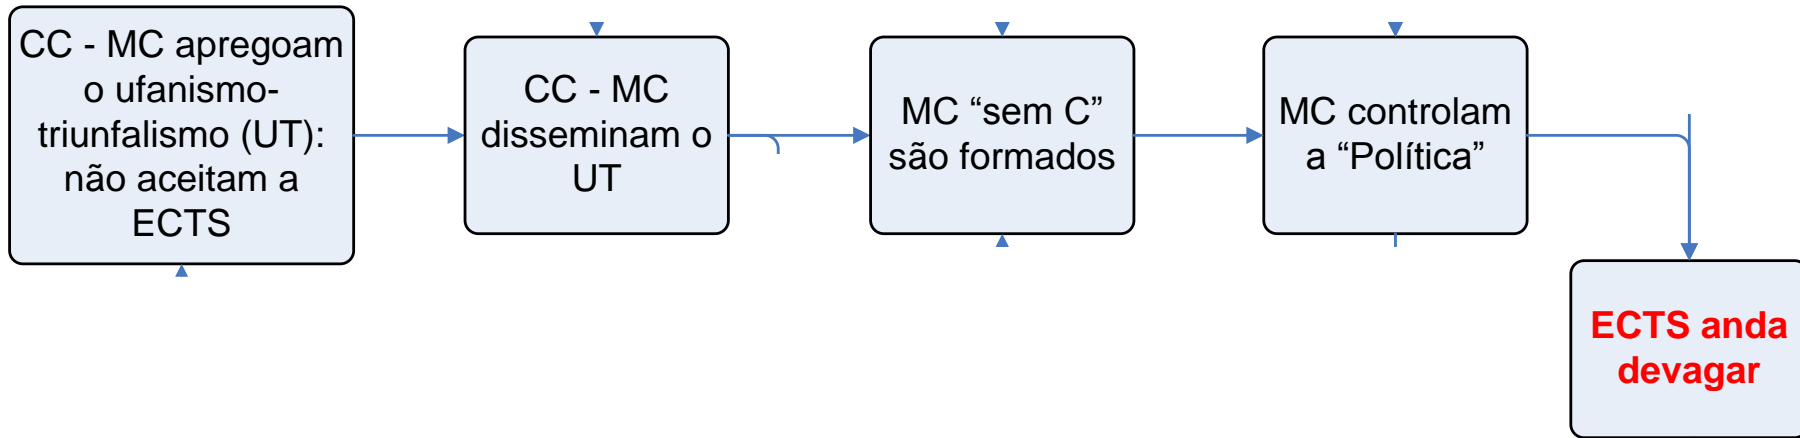 CC - MC apregoam
o ufanismo-
triunfalismo (UT):
não aceitam a
ECTS
CC - MC
disseminam o
UT
MC “sem C”
são formados
MC controlam
a “Política”
ECTS anda
devagar